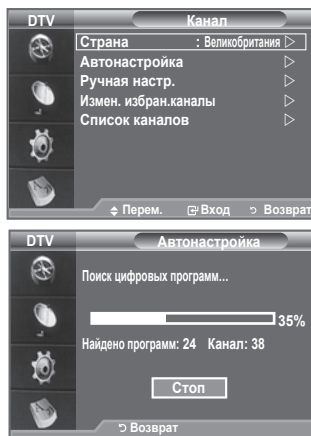 DTV Канал
Страна : Великобритания
Автонастройка
Ручная настр.
Измен. избран.каналы
Список каналов
Перем. Вход Возврат
DTV Автонастройка
Поиск цифровых программ...
35%
Найдено программ: 24 Канал: 38
Стоп
Возврат